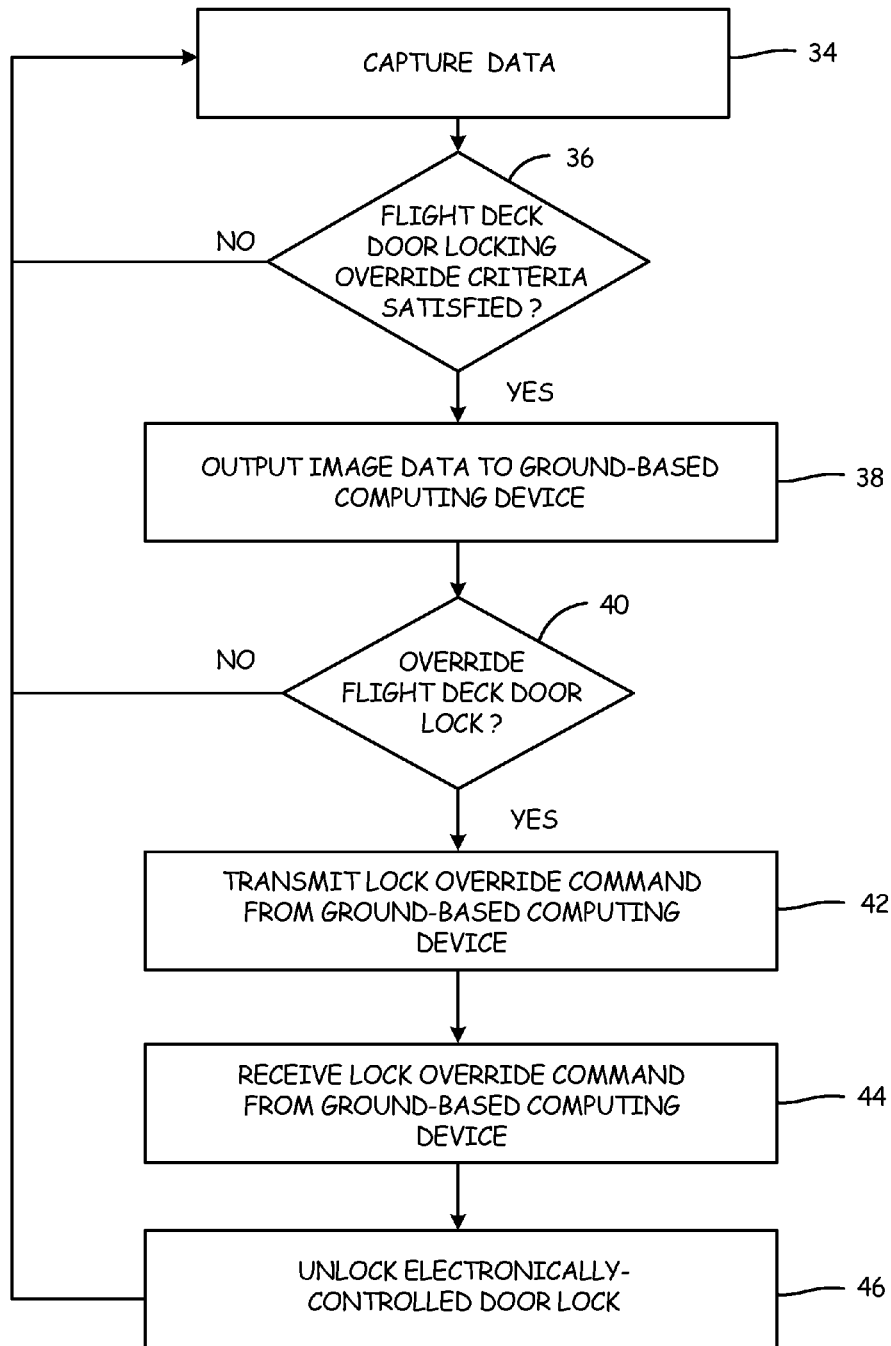 CAPTURE DATA
34
36
FLIGHT DECK
DOOR LOCKING
OVERRIDE CRITERIA
SATISFIED ?
NO
YES
OUTPUT IMAGE DATA TO GROUND-BASED
COMPUTING DEVICE
38
40
OVERRIDE
FLIGHT DECK DOOR
LOCK ?
NO
YES
TRANSMIT LOCK OVERRIDE COMMAND
FROM GROUND-BASED COMPUTING
DEVICE
42
RECEIVE LOCK OVERRIDE COMMAND
FROM GROUND-BASED COMPUTING
DEVICE
44
UNLOCK ELECTRONICALLY-
CONTROLLED DOOR LOCK
46